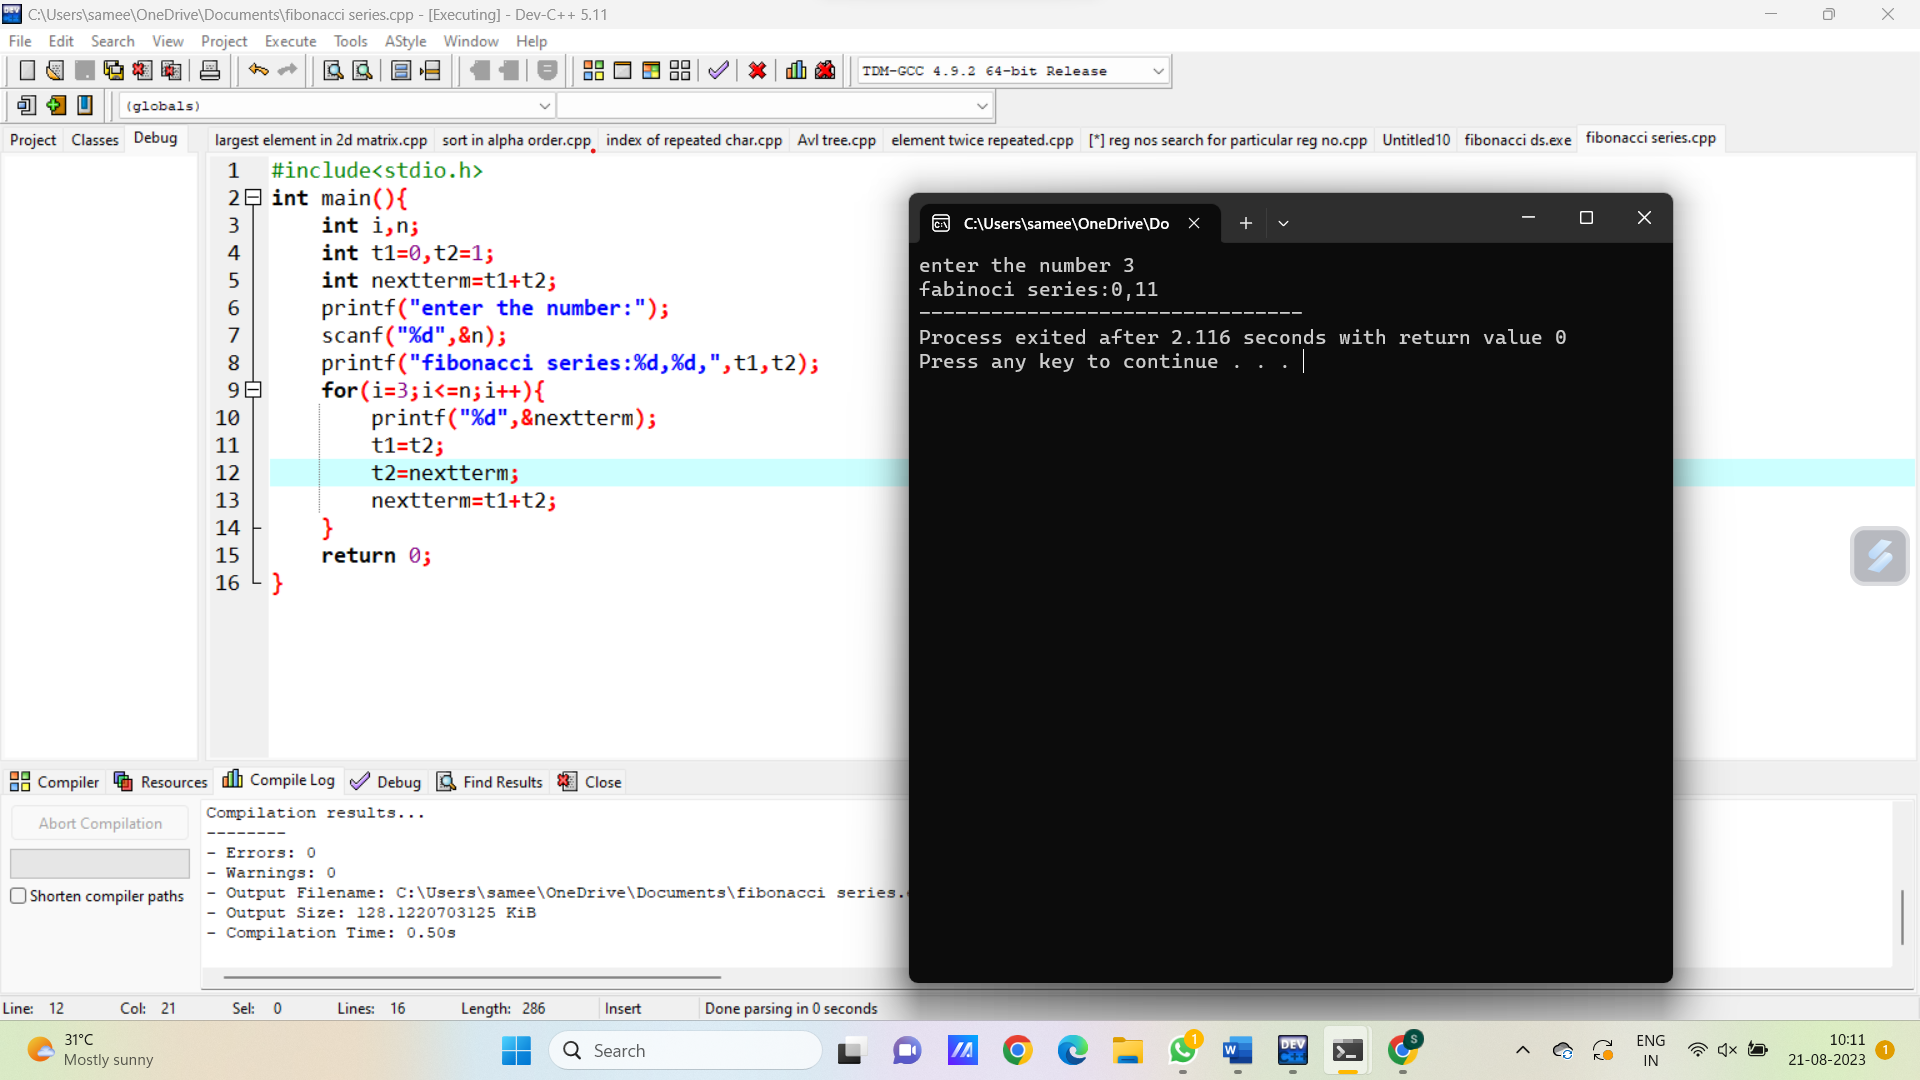 C:\Users\samee\OneDrive\Documents\fibonacci series.cpp - [Executing] - Dev-C++ 5.11
File Edit Search View Project Execute Tools AStyle Window Help
TDM-GCC 4.9.2 64-bit Release
(globals)
Project Classes Debug
largest element in 2d matrix.cpp sort in alpha order.cpp index of repeated char.cpp Avl tree.cpp element twice repeated.cpp [*] reg nos search for particular reg no.cpp Untitled10 fibonacci ds.exe fibonacci series.cpp
1 #include<stdio.h>
2 int main(){
3 int i,n;
4 int t1=0,t2=1;
5 int nextterm=t1+t2;
6 printf("enter the number:");
7 scanf("%d",&n);
8 printf("fibonacci series:%d,%d,",t1,t2);
9 for(i=3;i<=n;i++){
10 printf("%d",&nextterm);
11 t1=t2;
12 t2=nextterm;
13 nextterm=t1+t2;
14 }
15 return 0;
16 }
C:\Users\samee\OneDrive\Do
enter the number 3
fabinoci series:0,11
--------------------------------
Process exited after 2.116 seconds with return value 0
Press any key to continue . . .
Compiler Resources Compile Log Debug Find Results Close
Abort Compilation
Shorten compiler paths
Compilation results...
--------
- Errors: 0
- Warnings: 0
- Output Filename: C:\Users\samee\OneDrive\Documents\fibonacci series.
- Output Size: 128.1220703125 KiB
- Compilation Time: 0.50s
Line: 12 Col: 21 Sel: 0 Lines: 16 Length: 286 Insert Done parsing in 0 seconds
31°C
Mostly sunny
Search
DEV
1
S
ENG
IN
10:11
21-08-2023
1